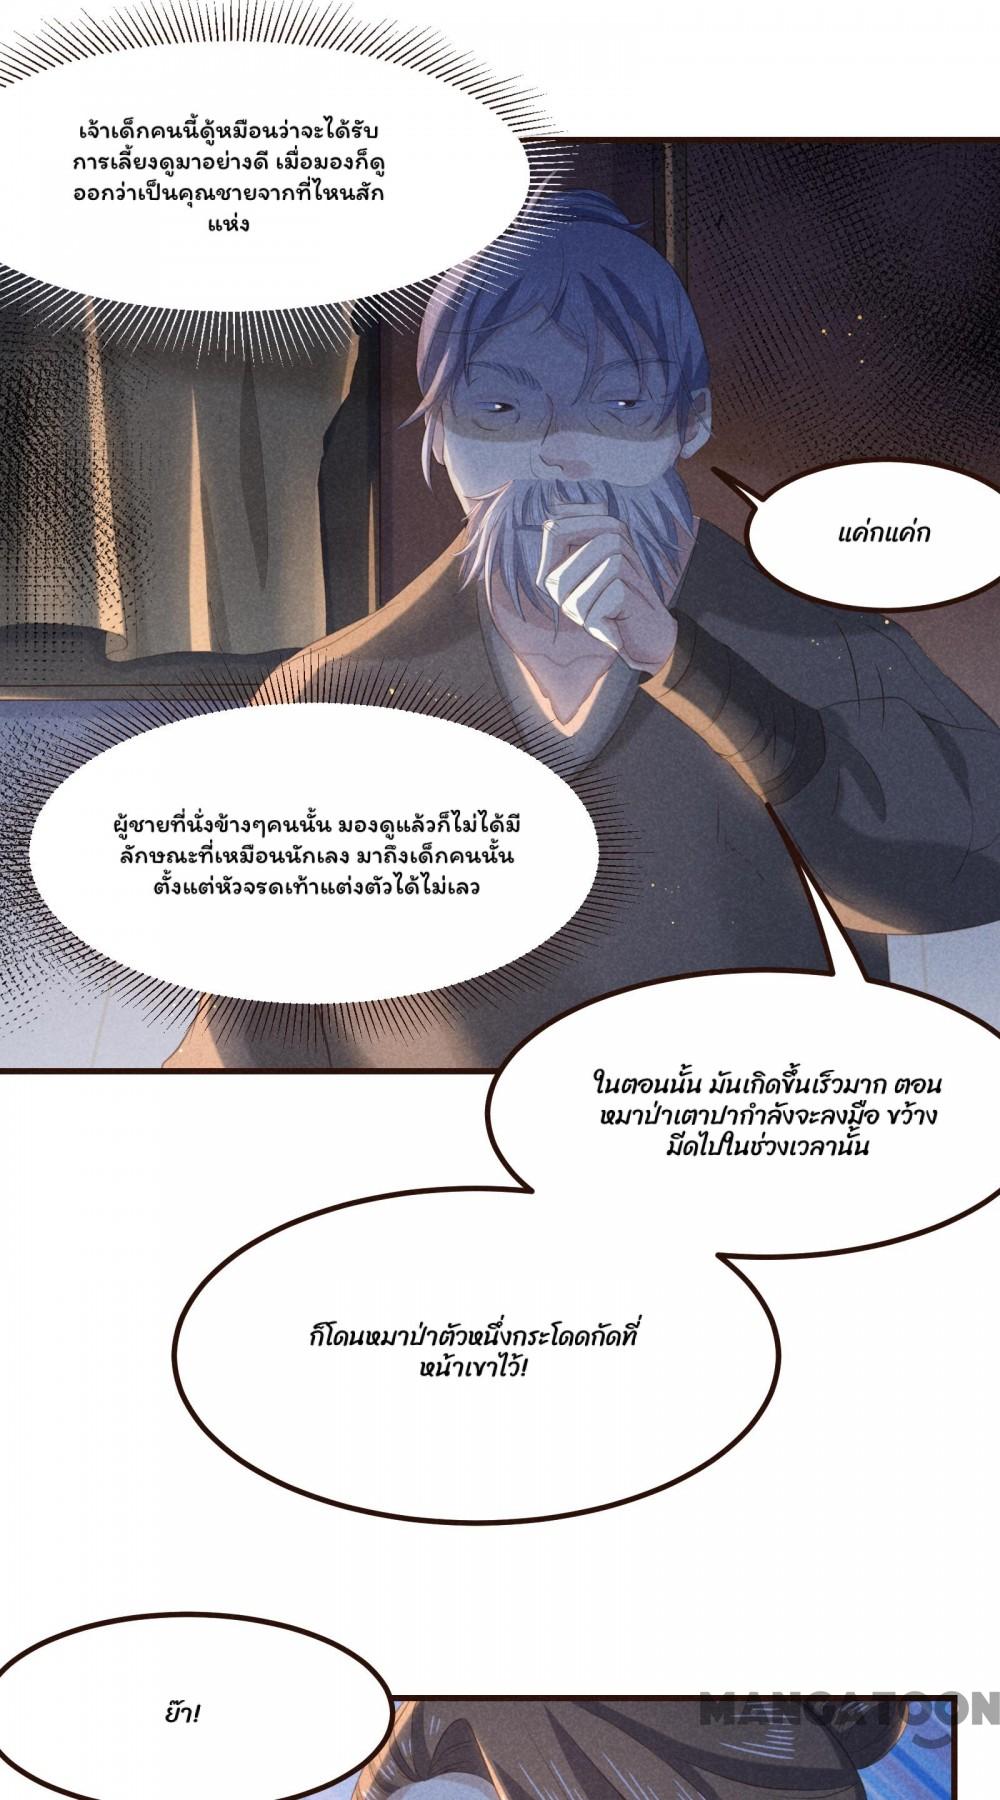 เจ้าเด็กคนนี้ดู้หมือนว่าจะได้รับ
การเลี้ยงดูมาอย่างดี เมื่อมองก็ดู
ออกว่าเป็นคุณชายจากที่ไหนสัก
แห่ง
แค่กแค่ก
ผู้ชายที่นั่งข้างๆคนนั้น มองดูแล้วก็ไม่ได้มี
ลักษณะที่เหมือนนักเลง มาถึงเด็กคนนั้น
ตั้งแต่หัวจรดเท้าแต่งตัวได้ไม่เลว
ในตอนนั้น มันเกิดขึ้นเร็วมาก ตอน
หมาป่าเตาปากำลังจะลงมือ ขว้าง
มีดไปในช่วงเวลานั้น
ก็โดนหมาป่าตัวหนึ่งกระโดดกัดที่
หน้าเขาไว้!
ย๊า!
MANGATOON